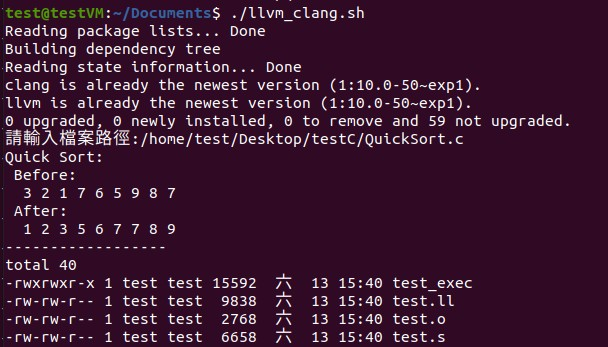 test@testVM:~/Documents$ ./llvm_clang.sh
Reading package lists... Done
Building dependency tree
Reading state information... Done
clang is already the newest version (1:10.0-50~exp1).
llvm is already the newest version (1:10.0-50~exp1).
0 upgraded, 0 newly installed, 0 to remove and 59 not upgraded.
請輸入檔案路徑:/home/test/Desktop/testC/QuickSort.c
Quick Sort:
 Before:
  3 2 1 7 6 5 9 8 7
 After:
  1 2 3 5 6 7 7 8 9
------------------
total 40
-rwxrwxr-x 1 test test 15592  六  13 15:40 test_exec
-rw-rw-r-- 1 test test  9838  六  13 15:40 test.ll
-rw-rw-r-- 1 test test  2768  六  13 15:40 test.o
-rw-rw-r-- 1 test test  6658  六  13 15:40 test.s